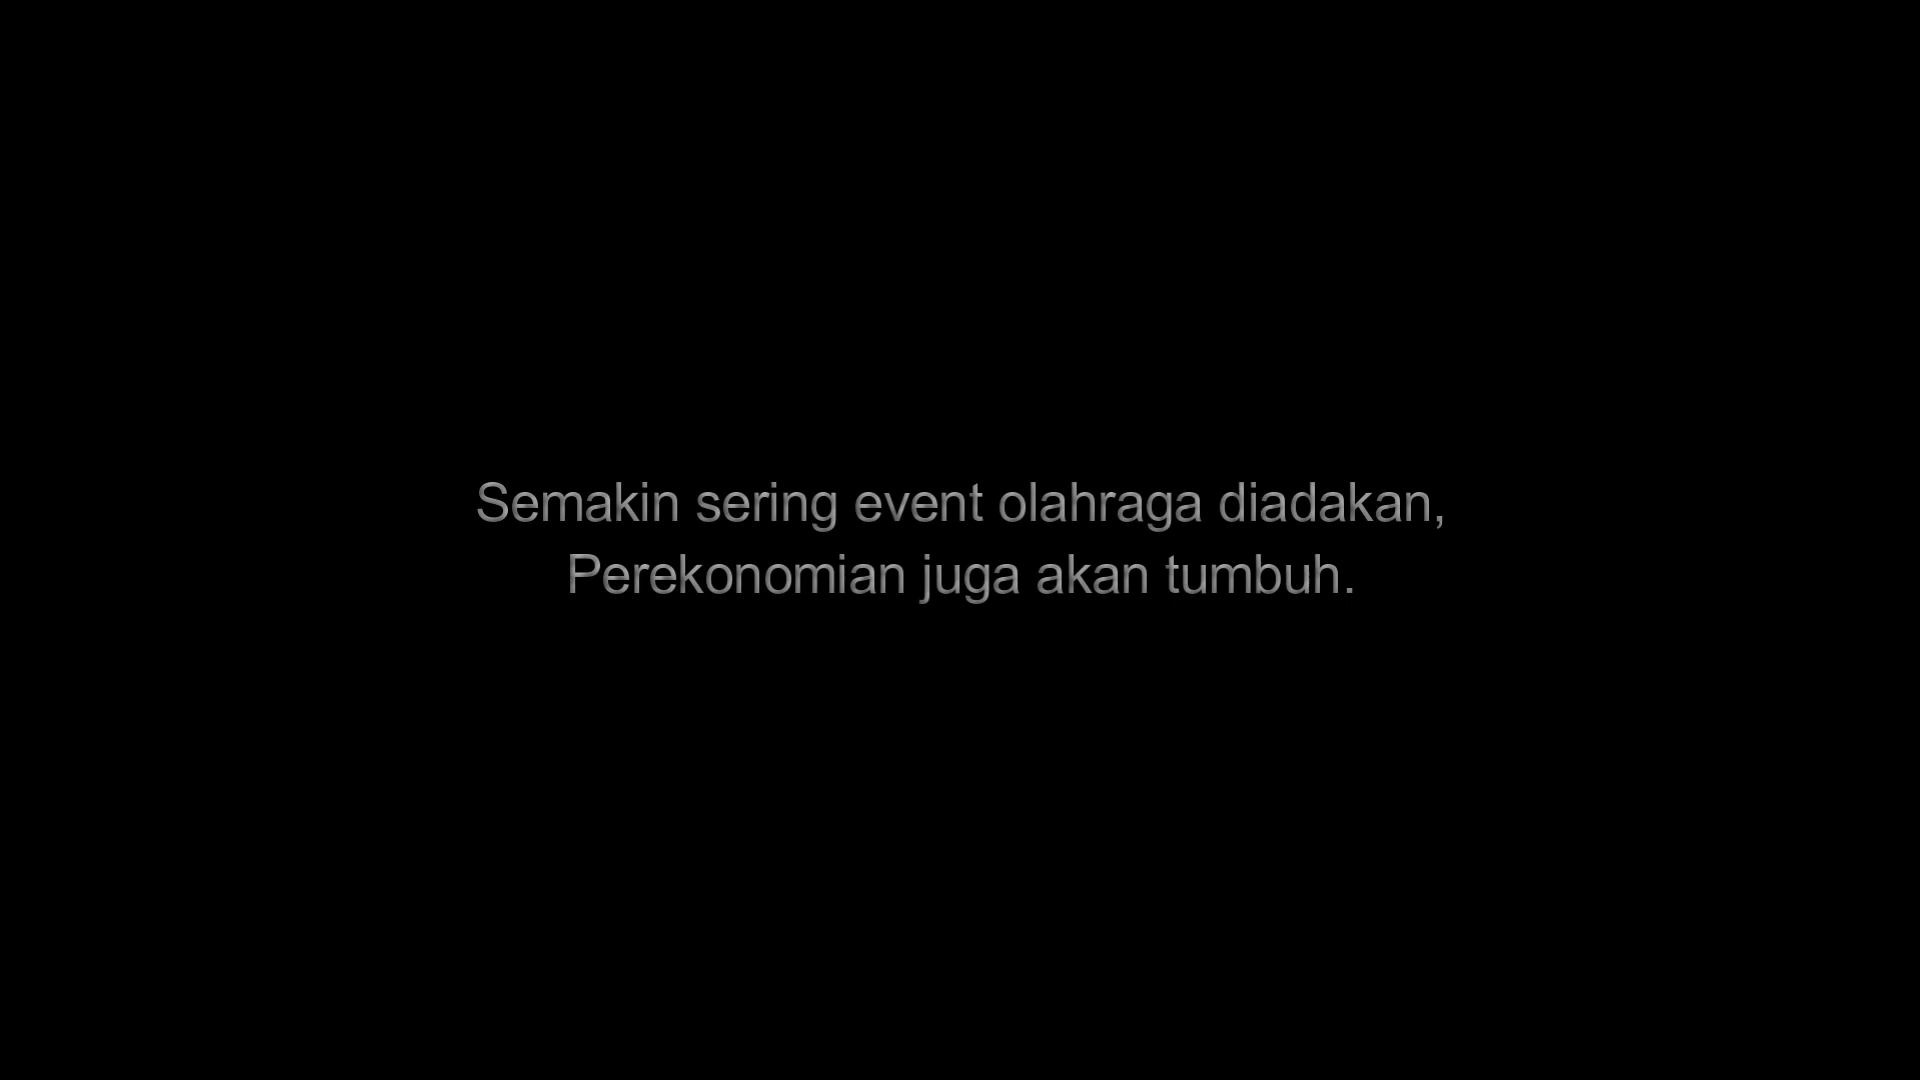 Semakin sering event olahraga diadakan,
Perekonomian juga akan tumbuh.